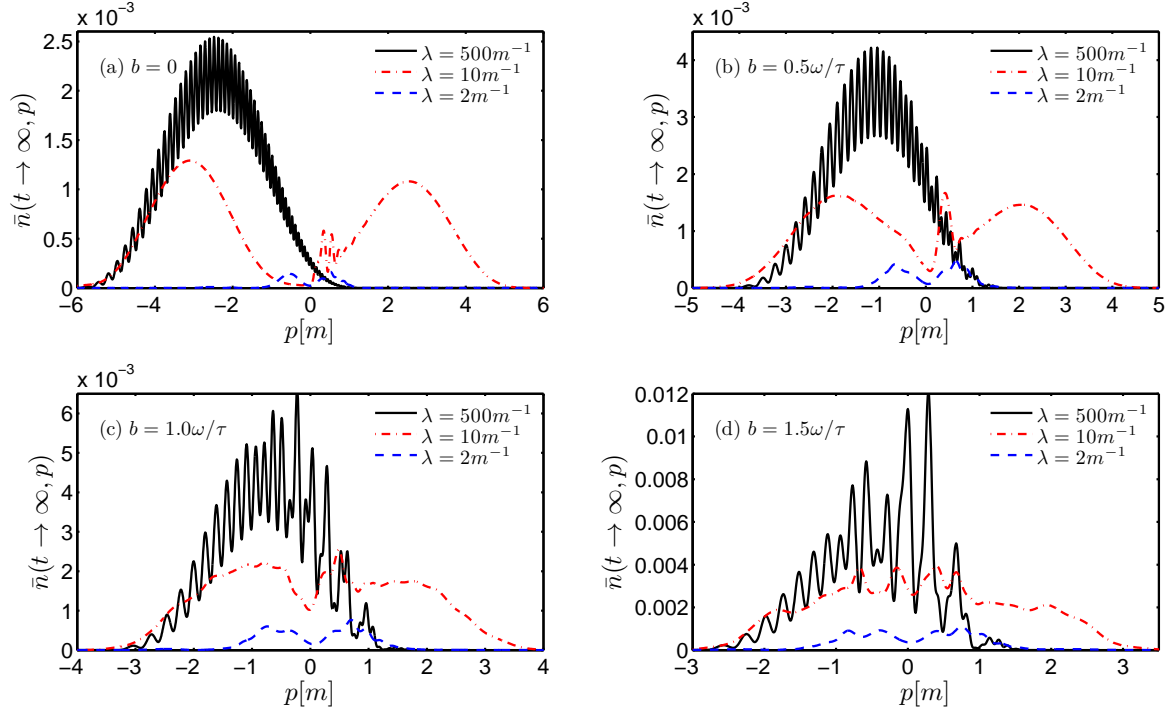 x 10⁻³
n̄(t → ∞, p)
2.5
2
1.5
1
0.5
0
(a) b = 0
λ = 500m⁻¹
λ = 10m⁻¹
λ = 2m⁻¹
−6 −4 −2 0 2 4 6
p[m]
x 10⁻³
n̄(t → ∞, p)
4
3
2
1
0
(b) b = 0.5ω/τ
λ = 500m⁻¹
λ = 10m⁻¹
λ = 2m⁻¹
−5 −4 −3 −2 −1 0 1 2 3 4 5
p[m]
x 10⁻³
n̄(t → ∞, p)
6
5
4
3
2
1
0
(c) b = 1.0ω/τ
λ = 500m⁻¹
λ = 10m⁻¹
λ = 2m⁻¹
−4 −3 −2 −1 0 1 2 3 4
p[m]
n̄(t → ∞, p)
0.012
0.01
0.008
0.006
0.004
0.002
0
(d) b = 1.5ω/τ
λ = 500m⁻¹
λ = 10m⁻¹
λ = 2m⁻¹
−3 −2 −1 0 1 2 3
p[m]